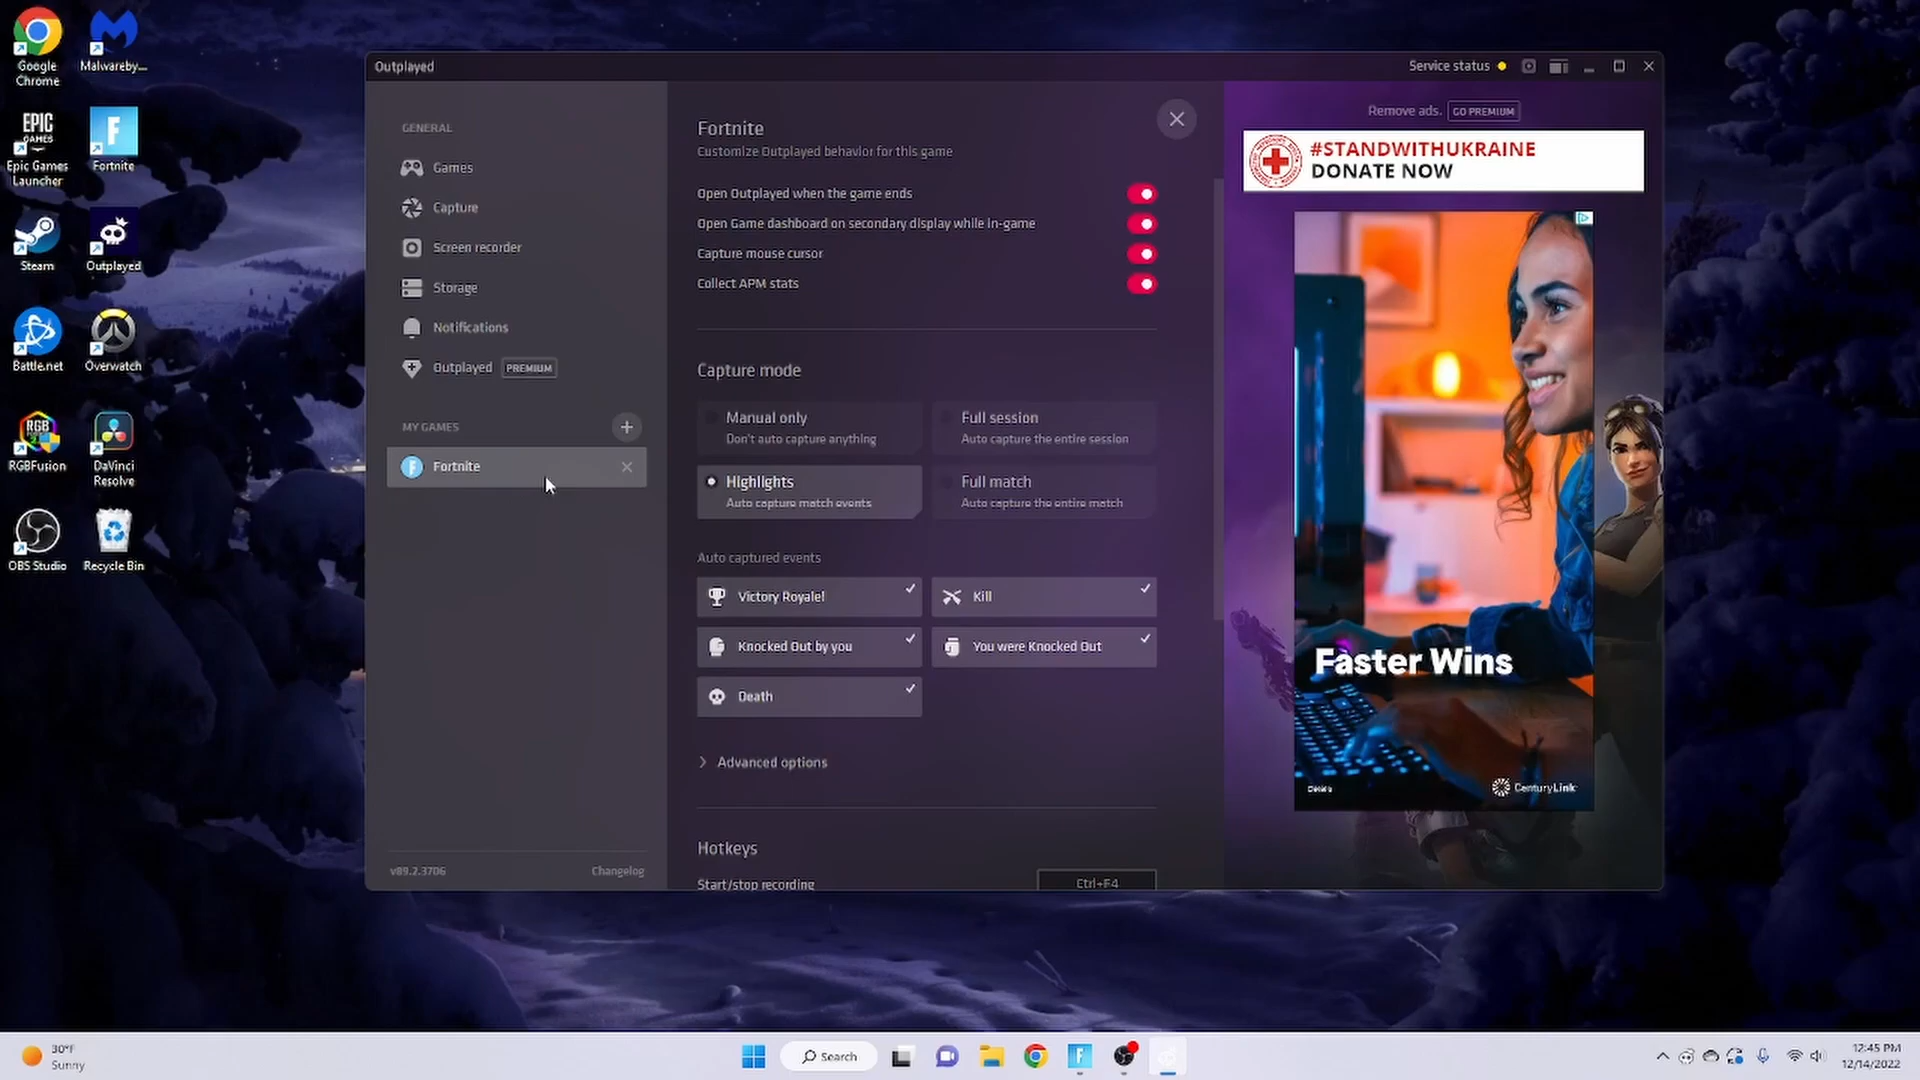 Google
Chrome
Malwareby...
Epic Games
Launcher
Fortnite
Steam
Outplayed
Battle.net
Overwatch
RGBFusion
DaVinci
Resolve
OBS Studio
Recycle Bin
EPIC
GAMES
Outplayed
Service status
GENERAL
Games
Capture
Screen recorder
Storage
Notifications
Outplayed PREMIUM
MY GAMES
Fortnite
v89.2.3706
Changelog
Fortnite
Customize Outplayed behavior for this game
Open Outplayed when the game ends
Open Game dashboard on secondary display while in-game
Capture mouse cursor
Collect APM stats
Capture mode
Manual only
Don't auto capture anything
Full session
Auto capture the entire session
Highlights
Auto capture match events
Full match
Auto capture the entire match
Auto captured events
Victory Royale!
Kill
Knocked Out by you
You were Knocked Out
Death
Advanced options
Hotkeys
Start/stop recording
Ctrl+F4
Remove ads. GO PREMIUM
#STANDWITHUKRAINE
DONATE NOW
Faster Wins
Details
CenturyLink
30°F
Sunny
Search
12:45 PM
12/14/2022